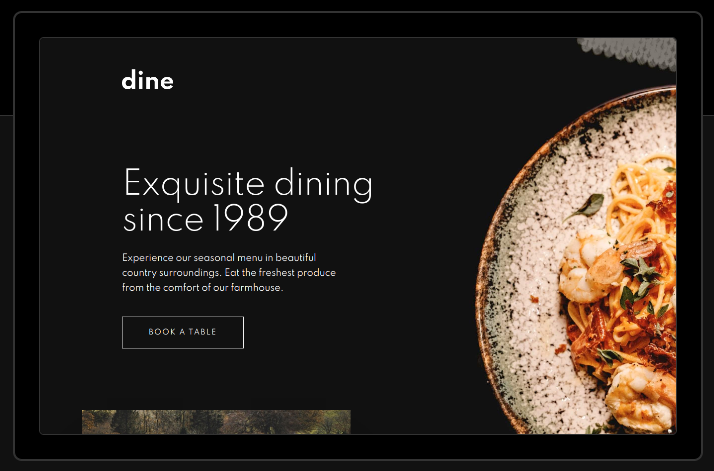 dine
Exquisite dining
since 1989
Experience our seasonal menu in beautiful
country surroundings. Eat the freshest produce
from the comfort of our farmhouse.
BOOK A TABLE